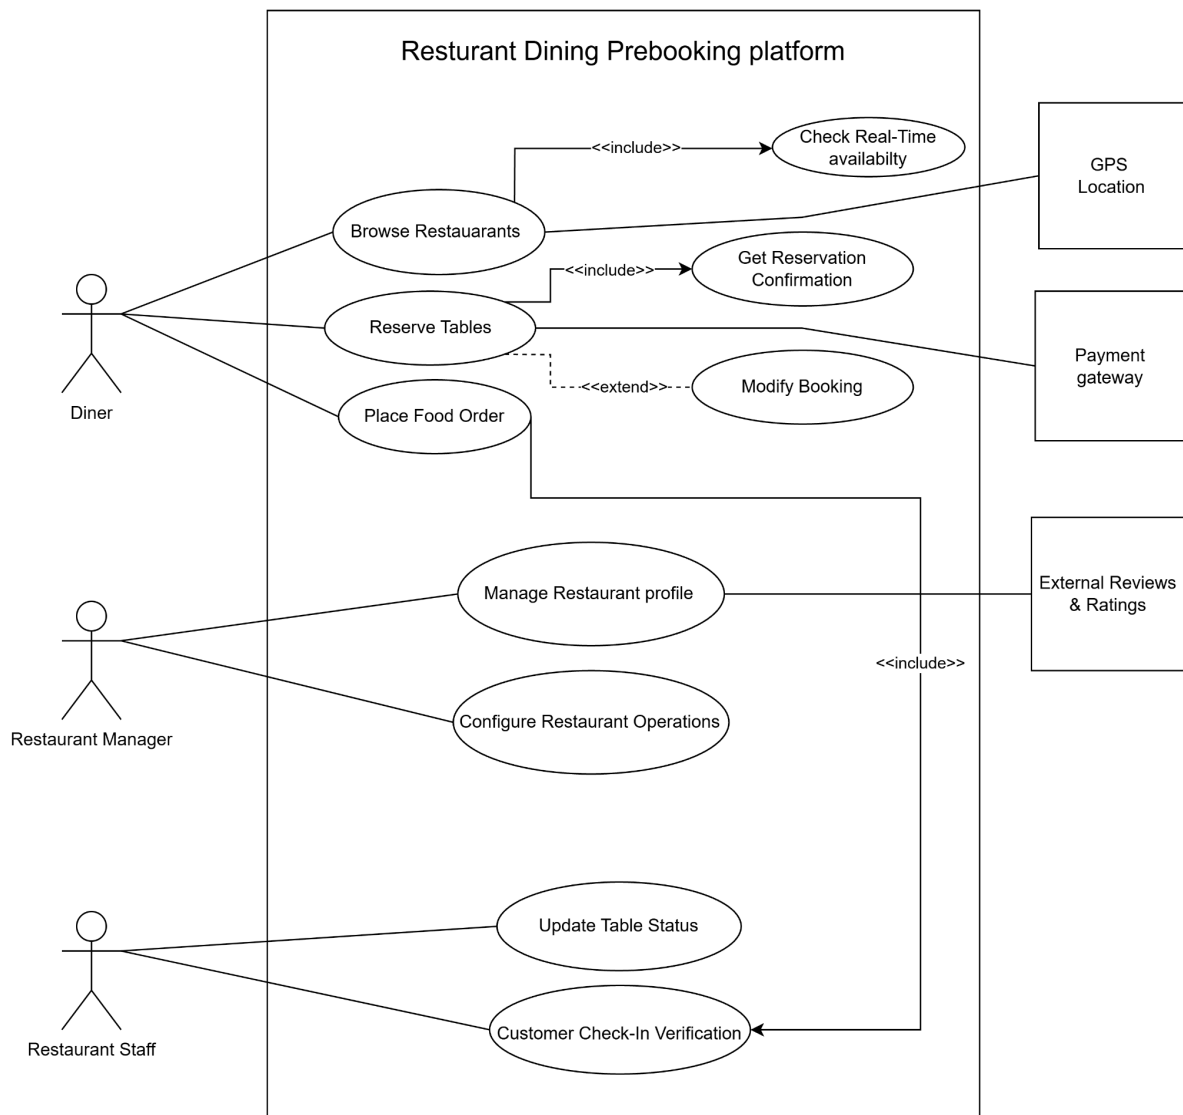 Resturant Dining Prebooking platform
Check Real-Time
availabilty
<<include>>
GPS
Location
Browse Restauarants
Get Reservation
Confirmation
<<include>>
Reserve Tables
Payment
gateway
<<extend>>
Modify Booking
Diner
Place Food Order
Manage Restaurant profile
External Reviews
& Ratings
<<include>>
Configure Restaurant Operations
Restaurant Manager
Update Table Status
Customer Check-In Verification
Restaurant Staff